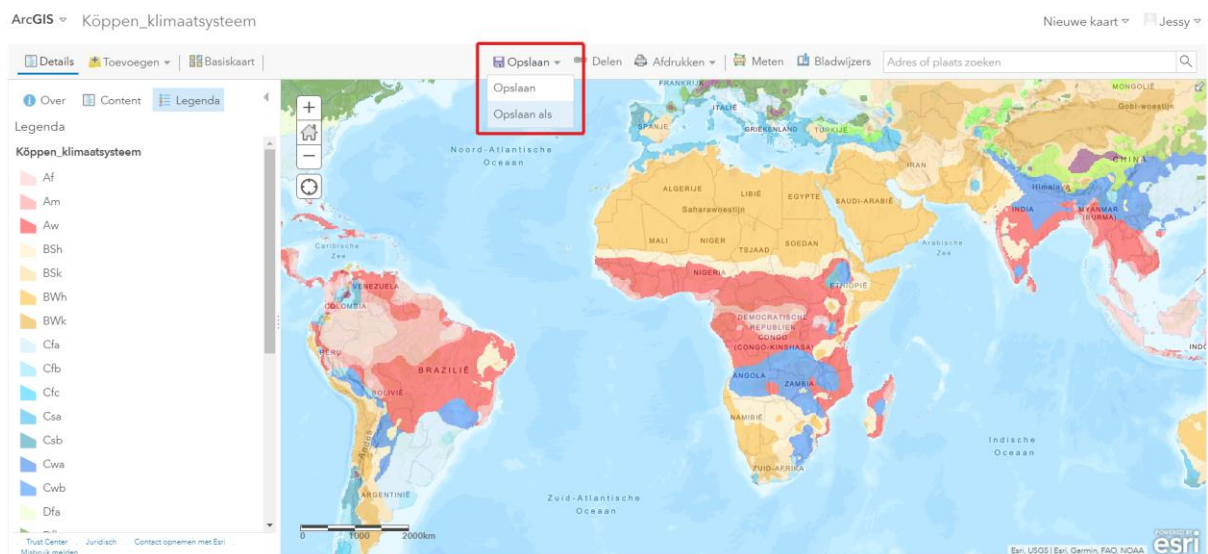 ArcGIS Köppen_klimaatsysteem
Nieuwe kaart Jessy
Details Toevoegen Basiskaart
Opslaan Delen Afdrukken Meten Bladwijzers Adres of plaats zoeken
Opslaan
Opslaan als
Over Content Legenda
Legenda
Köppen_klimaatsysteem
Af
Am
Aw
BSh
BSk
BWh
BWk
Cfa
Cfb
Cfc
Csa
Csb
Cwa
Cwb
Dfa
Trust Center Juridisch Contact opnemen met Esri
Misbruik melden
+
−
FRANKRIJK
ITALIË
SPANJE
GRIEKENLAND
TURKIJE
MONGOLIË
Gobi-woestijn
CHINA
IRAN
Noord-Atlantische
Oceaan
ALGERIJE
LIBIË
EGYPTE
SAUDI-ARABIË
Saharawoestijn
INDIA
MYANMAR
(BURMA)
MALI
NIGER
TSJAAD
SOEDAN
Arabische
Zee
Caribische
Zee
NIGERIA
ETHIOPIË
VENEZUELA
COLOMBIA
DEMOCRATISCHE
REPUBLIEK
CONGO
(CONGO-KINSHASA)
PERU
BRAZILIË
BOLIVIË
ANGOLA
ZAMBIA
NAMIBIË
Andes
ZUID-AFRIKA
Indische
Oceaan
ARGENTINIË
Zuid-Atlantische
Oceaan
0 1000 2000km
POWERED BY
esri
Esri, USGS | Esri, Garmin, FAO, NOAA